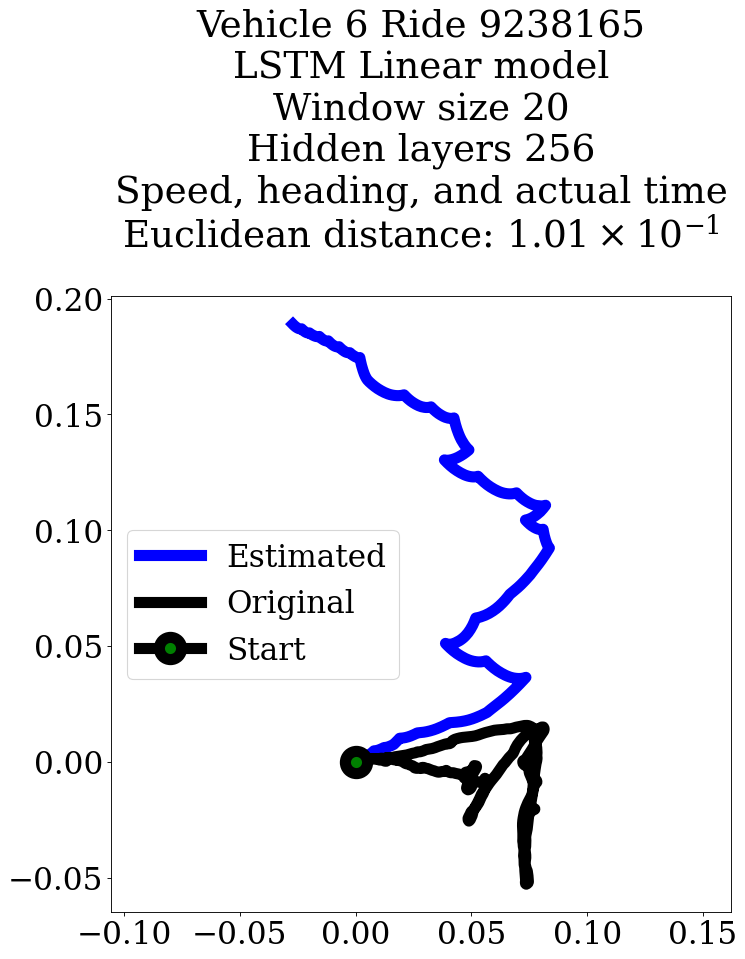 Vehicle 6 Ride 9238165
LSTM Linear model
Window size 20
Hidden layers 256
Speed, heading, and actual time
Euclidean distance: 1.01 × 10⁻¹
0.20
0.15
0.10
0.05
0.00
−0.05
Estimated
Original
Start
−0.10 −0.05 0.00 0.05 0.10 0.15